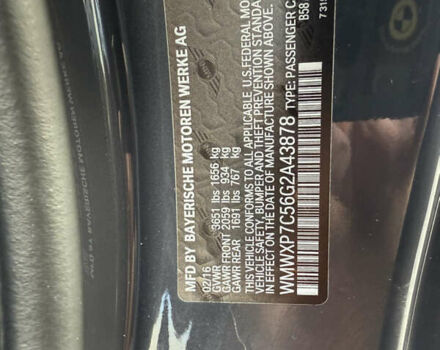 MFD BY BAYERISCHE MOTOREN WERKE AG
02/16
GVWR 3651 lbs 1656 kg
GAWR FRONT 2059 lbs 934 kg
GAWR REAR 1691 lbs 767 kg
THIS VEHICLE CONFORMS TO ALL APPLICABLE U.S. FEDERAL MO
VEHICLE SAFETY, BUMPER, AND THEFT PREVENTION STAN
IN EFFECT ON THE DATE OF MANUFACTURE SHOWN ABOVE.
WMWXP7C56G2A43878 TYPE: PASSENGER C
B58